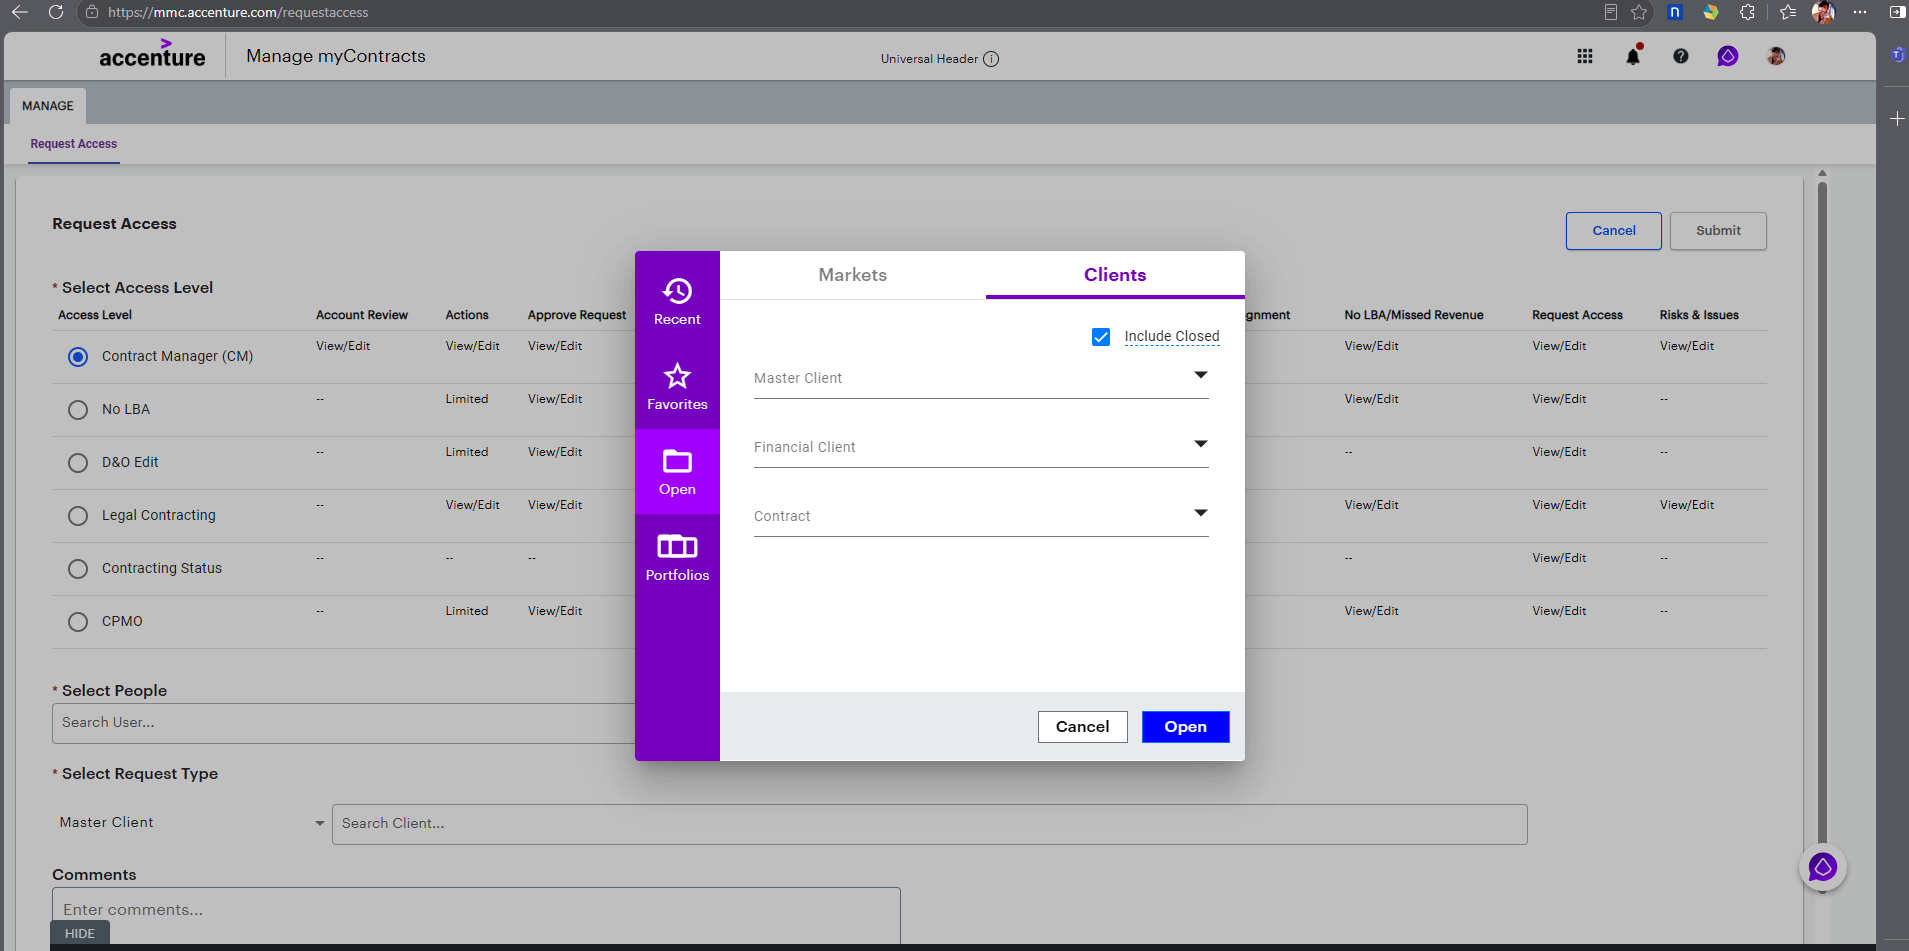 https://mmc.accenture.com/requestaccess
accenture
Manage myContracts
Universal Header
MANAGE
Request Access
Request Access
Cancel
Submit
* Select Access Level
Access Level Account Review Actions Approve Request gnment No LBA/Missed Revenue Request Access Risks & Issues
Contract Manager (CM) View/Edit View/Edit View/Edit View/Edit View/Edit View/Edit
No LBA -- Limited View/Edit View/Edit View/Edit --
D&O Edit -- Limited View/Edit -- View/Edit --
Legal Contracting -- View/Edit View/Edit View/Edit View/Edit View/Edit
Contracting Status -- -- -- -- View/Edit --
CPMO -- Limited View/Edit View/Edit View/Edit --
* Select People
Search User...
* Select Request Type
Master Client
Search Client...
Comments
Enter comments...
HIDE
Recent
Favorites
Open
Portfolios
Markets
Clients
Include Closed
Master Client
Financial Client
Contract
Cancel
Open